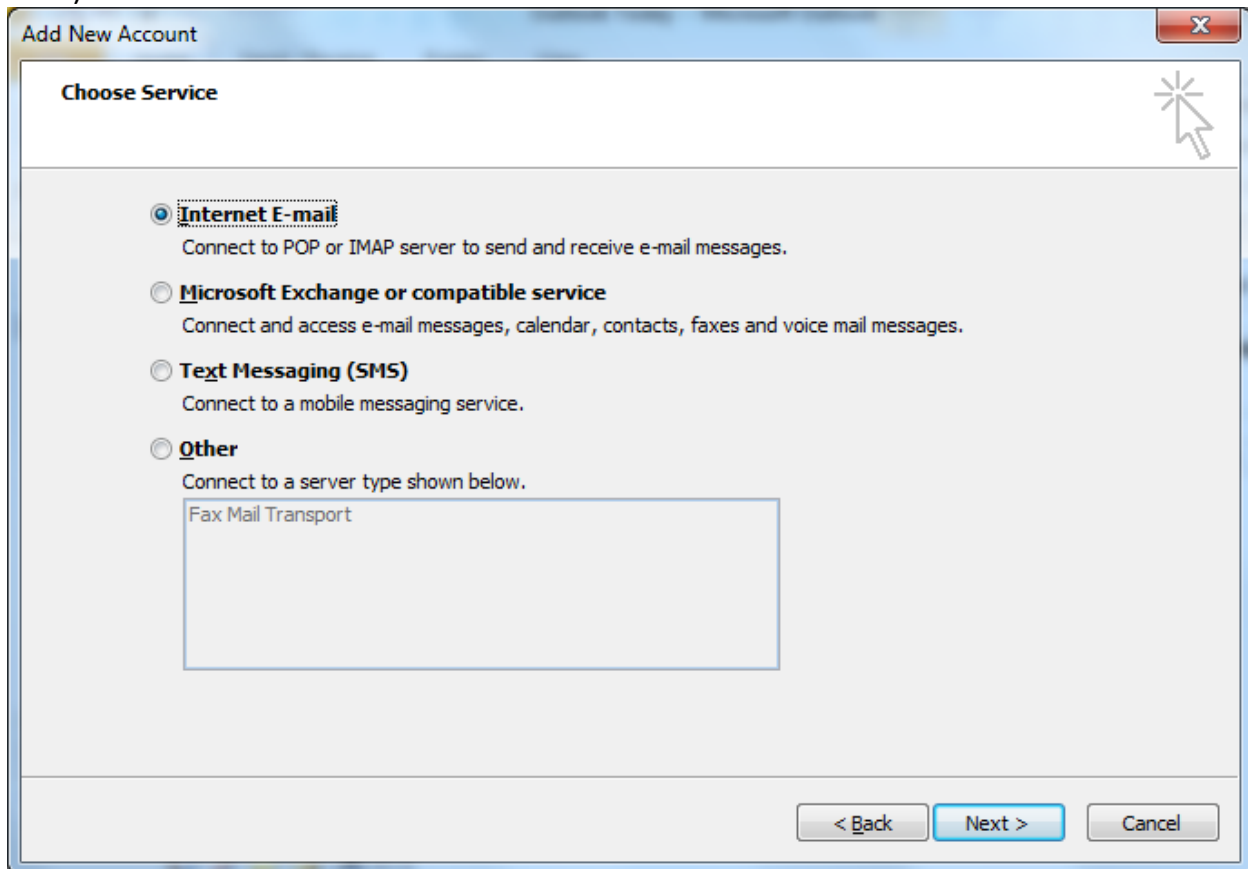 Add New Account
Choose Service
Internet E-mail
Connect to POP or IMAP server to send and receive e-mail messages.
Microsoft Exchange or compatible service
Connect and access e-mail messages, calendar, contacts, faxes and voice mail messages.
Text Messaging (SMS)
Connect to a mobile messaging service.
Other
Connect to a server type shown below.
Fax Mail Transport
< Back Next > Cancel